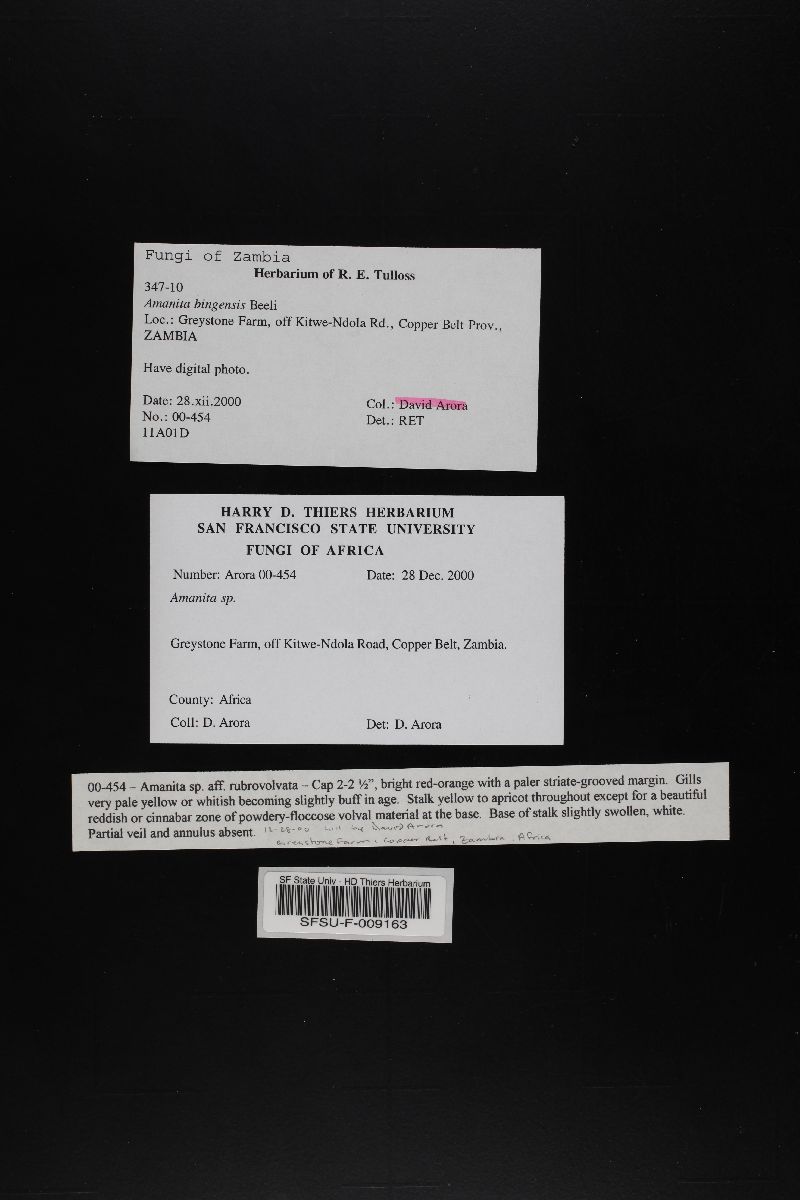 Fungi of Zambia
Herbarium of R. E. Tulloss
347-10
Amanita bingensis Beeli
Loc.: Greystone Farm, off Kitwe-Ndola Rd., Copper Belt Prov.,
ZAMBIA
Have digital photo.
Date: 28.xii.2000 Col.: David Arora
No.: 00-454 Det.: RET
11A01D
HARRY D. THIERS HERBARIUM
SAN FRANCISCO STATE UNIVERSITY
FUNGI OF AFRICA
Number: Arora 00-454 Date: 28 Dec. 2000
Amanita sp.
Greystone Farm, off Kitwe-Ndola Road, Copper Belt, Zambia.
County: Africa
Coll: D. Arora Det: D. Arora
00-454 – Amanita sp. aff. rubrovolvata – Cap 2-2 ½", bright red-orange with a paler striate-grooved margin. Gills
very pale yellow or whitish becoming slightly buff in age. Stalk yellow to apricot throughout except for a beautiful
reddish or cinnabar zone of powdery-floccose volval material at the base. Base of stalk slightly swollen, white.
Partial veil and annulus absent. 12-28-00 by David Arora
Greystone Farm, Copper Belt, Zambia, Africa
SF State Univ - HD Thiers Herbarium
SFSU-F-009163